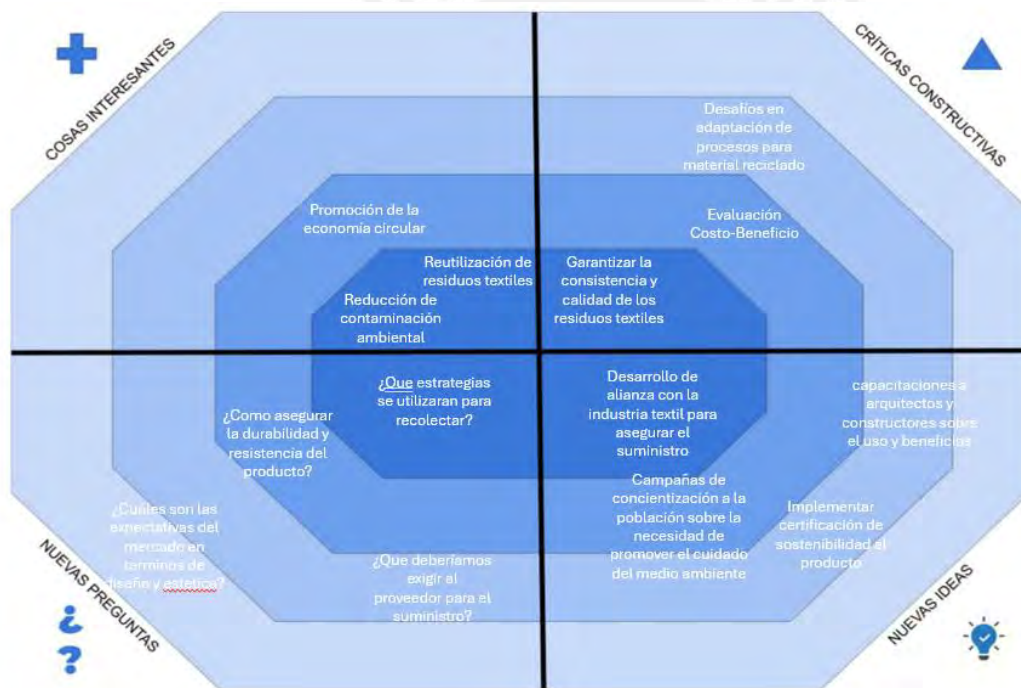 COSAS INTERESANTES
Promoción de la
economía circular
Reutilización de
residuos textiles
Reducción de
contaminación
ambiental
CRÍTICAS CONSTRUCTIVAS
Desafíos en
adaptación de
procesos para
material reciclado
Evaluación
Costo-Beneficio
Garantizar la
consistencia y
calidad de los
residuos textiles
NUEVAS PREGUNTAS
¿Que estrategias
se utilizaran para
recolectar?
¿Como asegurar
la durabilidad y
resistencia del
producto?
¿Cuáles son las
expectativas del
mercado en
terminos de
diseño y estetica?
¿Que deberíamos
exigir al
proveedor para el
suministro?
NUEVAS IDEAS
Desarrollo de
alianza con la
industria textil para
asegurar el
suministro
capacitaciones a
arquitectos y
constructores sobre
el uso y beneficios
Campañas de
concientización a la
población sobre la
necesidad de
promover el cuidado
del medio ambiente
Implementar
certificación de
sostenibilidad al
producto